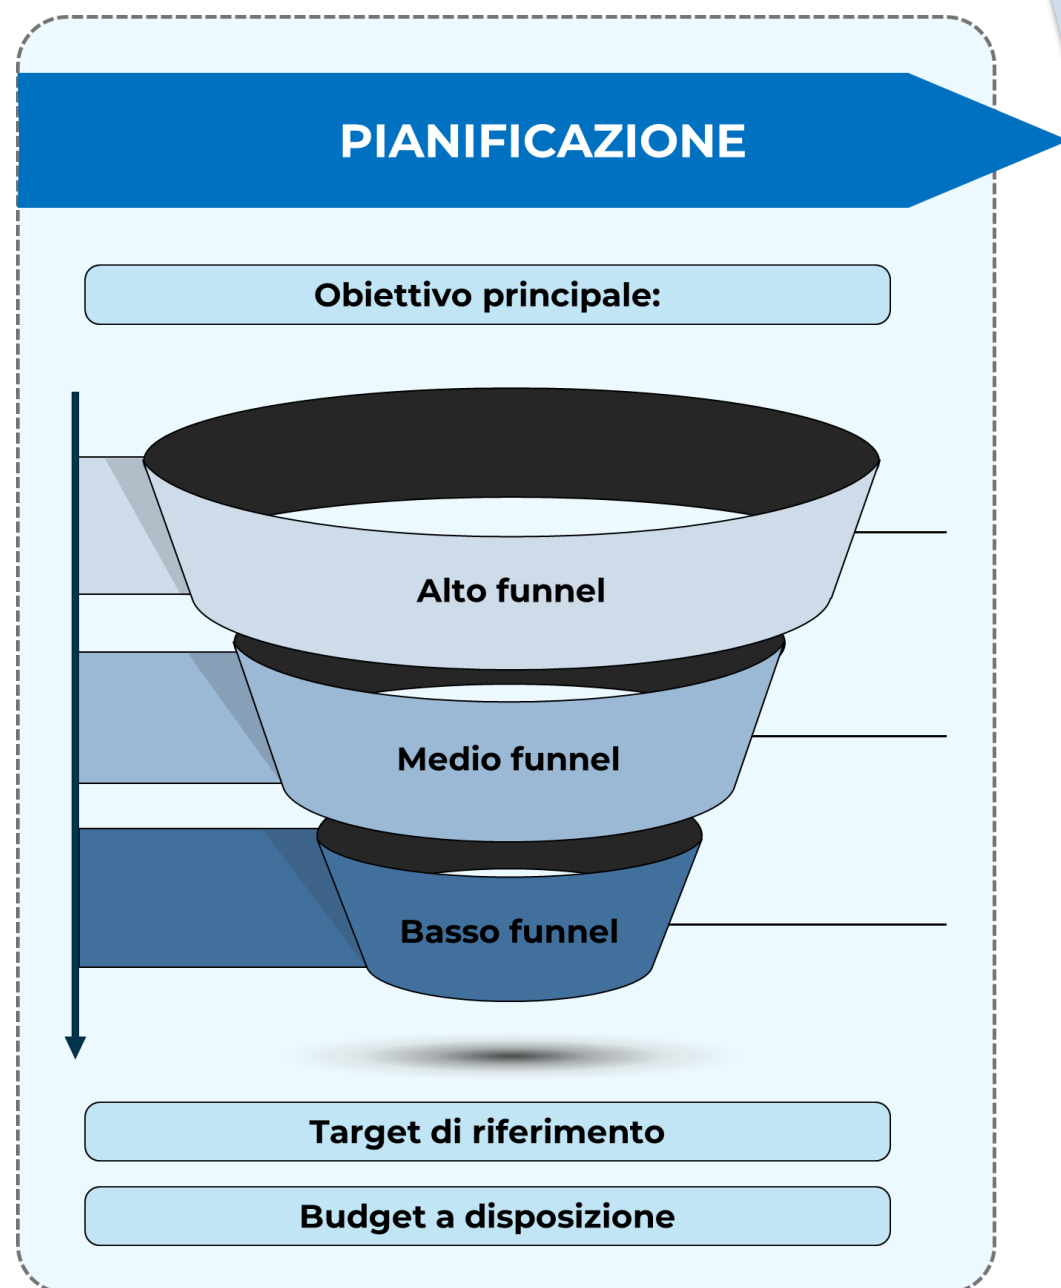 PIANIFICAZIONE
Obiettivo principale:
Alto funnel
Medio funnel
Basso funnel
Target di riferimento
Budget a disposizione